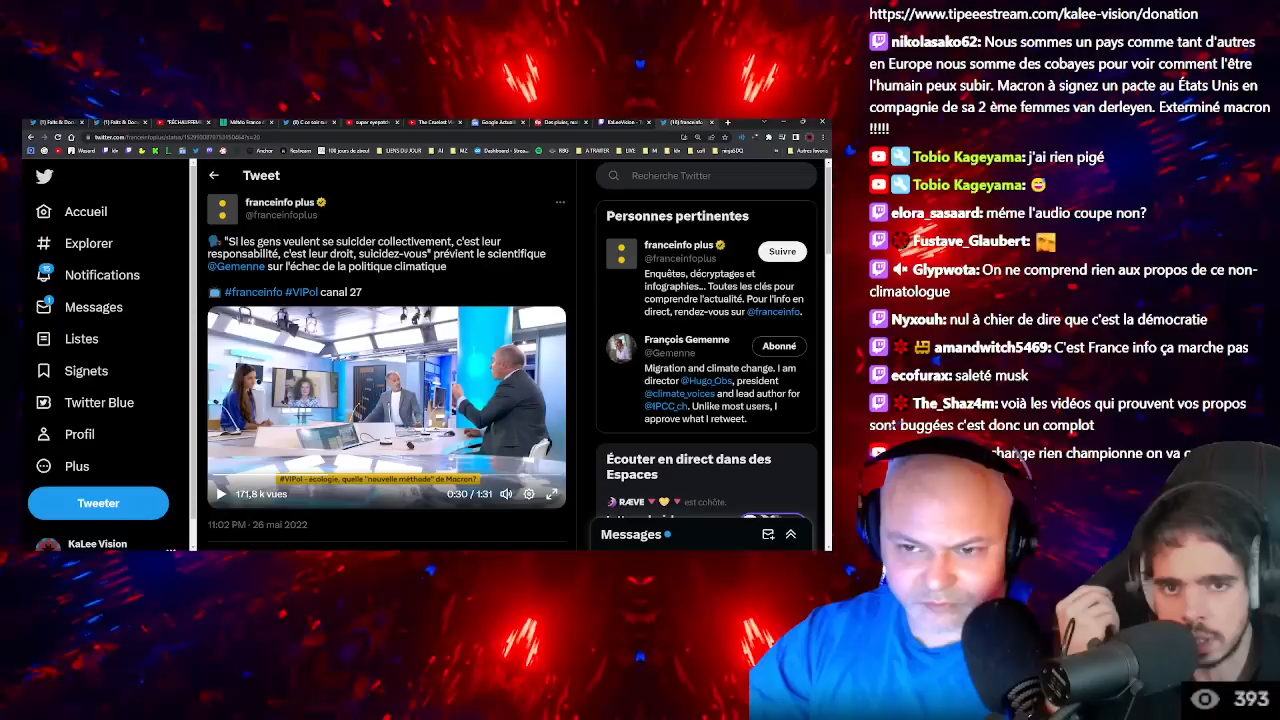 https://www.tipeeestream.com/kalee-vision/donation
nikolasako62: Nous sommes un pays comme tant d'autres
en Europe nous somme des cobayes pour voir comment l'être
l'humain peux subir. Macron à signez un pacte au États Unis en
compagnie de sa 2 ème femmes van derleyen. Exterminé macron
!!!!!
Tobio Kageyama: j'ai rien pigé
Tobio Kageyama: 😅
elora_sasaard: méme l'audio coupe non?
Fustave_Glaubert:
Glypwota: On ne comprend rien aux propos de ce non-
climatologue
Nyxouh: nul à chier de dire que c'est la démocratie
amandwitch5469: C'est France info ça marche pas
ecofurax: saleté musk
The_Shaz4m: voià les vidéos qui prouvent vos propos
sont buggées c'est donc un complot
change rien championne on va
Accueil
Explorer
15
Notifications
1
Messages
Listes
Signets
Twitter Blue
Profil
Plus
Tweeter
KaLee Vision
Tweet
franceinfo plus
@franceinfoplus
🗣 "Si les gens veulent se suicider collectivement, c'est leur
responsabilité, c'est leur droit, suicidez-vous" prévient le scientifique
@Gemenne sur l'échec de la politique climatique
📺 #franceinfo #VIPol canal 27
#VIPol - écologie, quelle "nouvelle méthode" de Macron?
171,8 k vues
0:30 / 1:31
11:02 PM · 26 mai 2022
Recherche Twitter
Personnes pertinentes
franceinfo plus
@franceinfoplus
Suivre
Enquêtes, décryptages et
infographies... Toutes les clés pour
comprendre l'actualité. Pour l'info en
direct, rendez-vous sur @franceinfo.
François Gemenne
@Gemenne
Abonné
Migration and climate change. I am
director @Hugo_Obs, president
@climate_voices and lead author for
@IPCC_ch. Unlike most users, I
approve what I retweet.
Écouter en direct dans des
Espaces
RÆVE est cohôte.
Messages
393